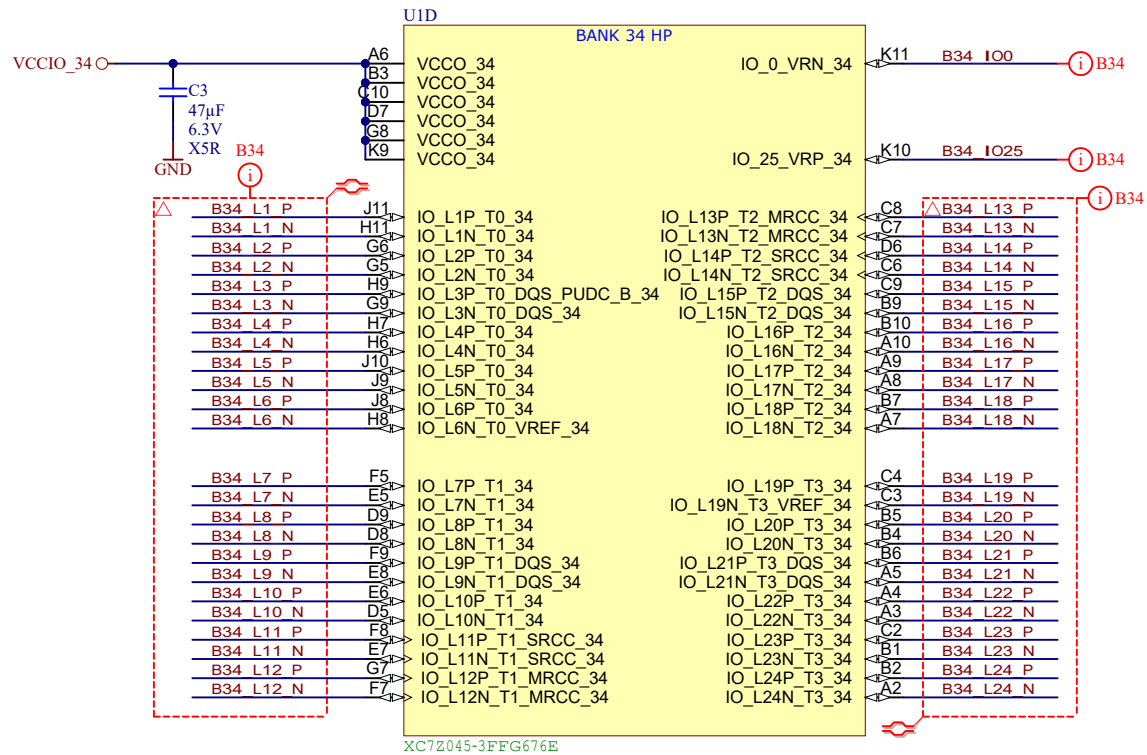 U1D
BANK 34 HP
VCCIO_34
A6 VCCO_34
B3 VCCO_34
C10 VCCO_34
D7 VCCO_34
G8 VCCO_34
K9 VCCO_34
C3
47µF
6.3V
X5R
GND
IO_0_VRN_34 K11 B34_IO0 i B34
IO_25_VRP_34 K10 B34_IO25 i B34
B34
i
i B34
B34_L1_P J11 IO_L1P_T0_34
B34_L1_N H11 IO_L1N_T0_34
B34_L2_P G6 IO_L2P_T0_34
B34_L2_N G5 IO_L2N_T0_34
B34_L3_P H9 IO_L3P_T0_DQS_PUDC_B_34
B34_L3_N G9 IO_L3N_T0_DQS_34
B34_L4_P H7 IO_L4P_T0_34
B34_L4_N H6 IO_L4N_T0_34
B34_L5_P J10 IO_L5P_T0_34
B34_L5_N J9 IO_L5N_T0_34
B34_L6_P J8 IO_L6P_T0_34
B34_L6_N H8 IO_L6N_T0_VREF_34
B34_L7_P F5 IO_L7P_T1_34
B34_L7_N E5 IO_L7N_T1_34
B34_L8_P D9 IO_L8P_T1_34
B34_L8_N D8 IO_L8N_T1_34
B34_L9_P F9 IO_L9P_T1_DQS_34
B34_L9_N E8 IO_L9N_T1_DQS_34
B34_L10_P E6 IO_L10P_T1_34
B34_L10_N D5 IO_L10N_T1_34
B34_L11_P F8 IO_L11P_T1_SRCC_34
B34_L11_N E7 IO_L11N_T1_SRCC_34
B34_L12_P G7 IO_L12P_T1_MRCC_34
B34_L12_N F7 IO_L12N_T1_MRCC_34
IO_L13P_T2_MRCC_34 C8 B34_L13_P
IO_L13N_T2_MRCC_34 C7 B34_L13_N
IO_L14P_T2_SRCC_34 D6 B34_L14_P
IO_L14N_T2_SRCC_34 C6 B34_L14_N
IO_L15P_T2_DQS_34 C9 B34_L15_P
IO_L15N_T2_DQS_34 B9 B34_L15_N
IO_L16P_T2_34 B10 B34_L16_P
IO_L16N_T2_34 A10 B34_L16_N
IO_L17P_T2_34 A9 B34_L17_P
IO_L17N_T2_34 A8 B34_L17_N
IO_L18P_T2_34 B7 B34_L18_P
IO_L18N_T2_34 A7 B34_L18_N
IO_L19P_T3_34 C4 B34_L19_P
IO_L19N_T3_VREF_34 C3 B34_L19_N
IO_L20P_T3_34 B5 B34_L20_P
IO_L20N_T3_34 B4 B34_L20_N
IO_L21P_T3_DQS_34 B6 B34_L21_P
IO_L21N_T3_DQS_34 A5 B34_L21_N
IO_L22P_T3_34 A4 B34_L22_P
IO_L22N_T3_34 A3 B34_L22_N
IO_L23P_T3_34 C2 B34_L23_P
IO_L23N_T3_34 B1 B34_L23_N
IO_L24P_T3_34 B2 B34_L24_P
IO_L24N_T3_34 A2 B34_L24_N
XC7Z045-3FFG676E